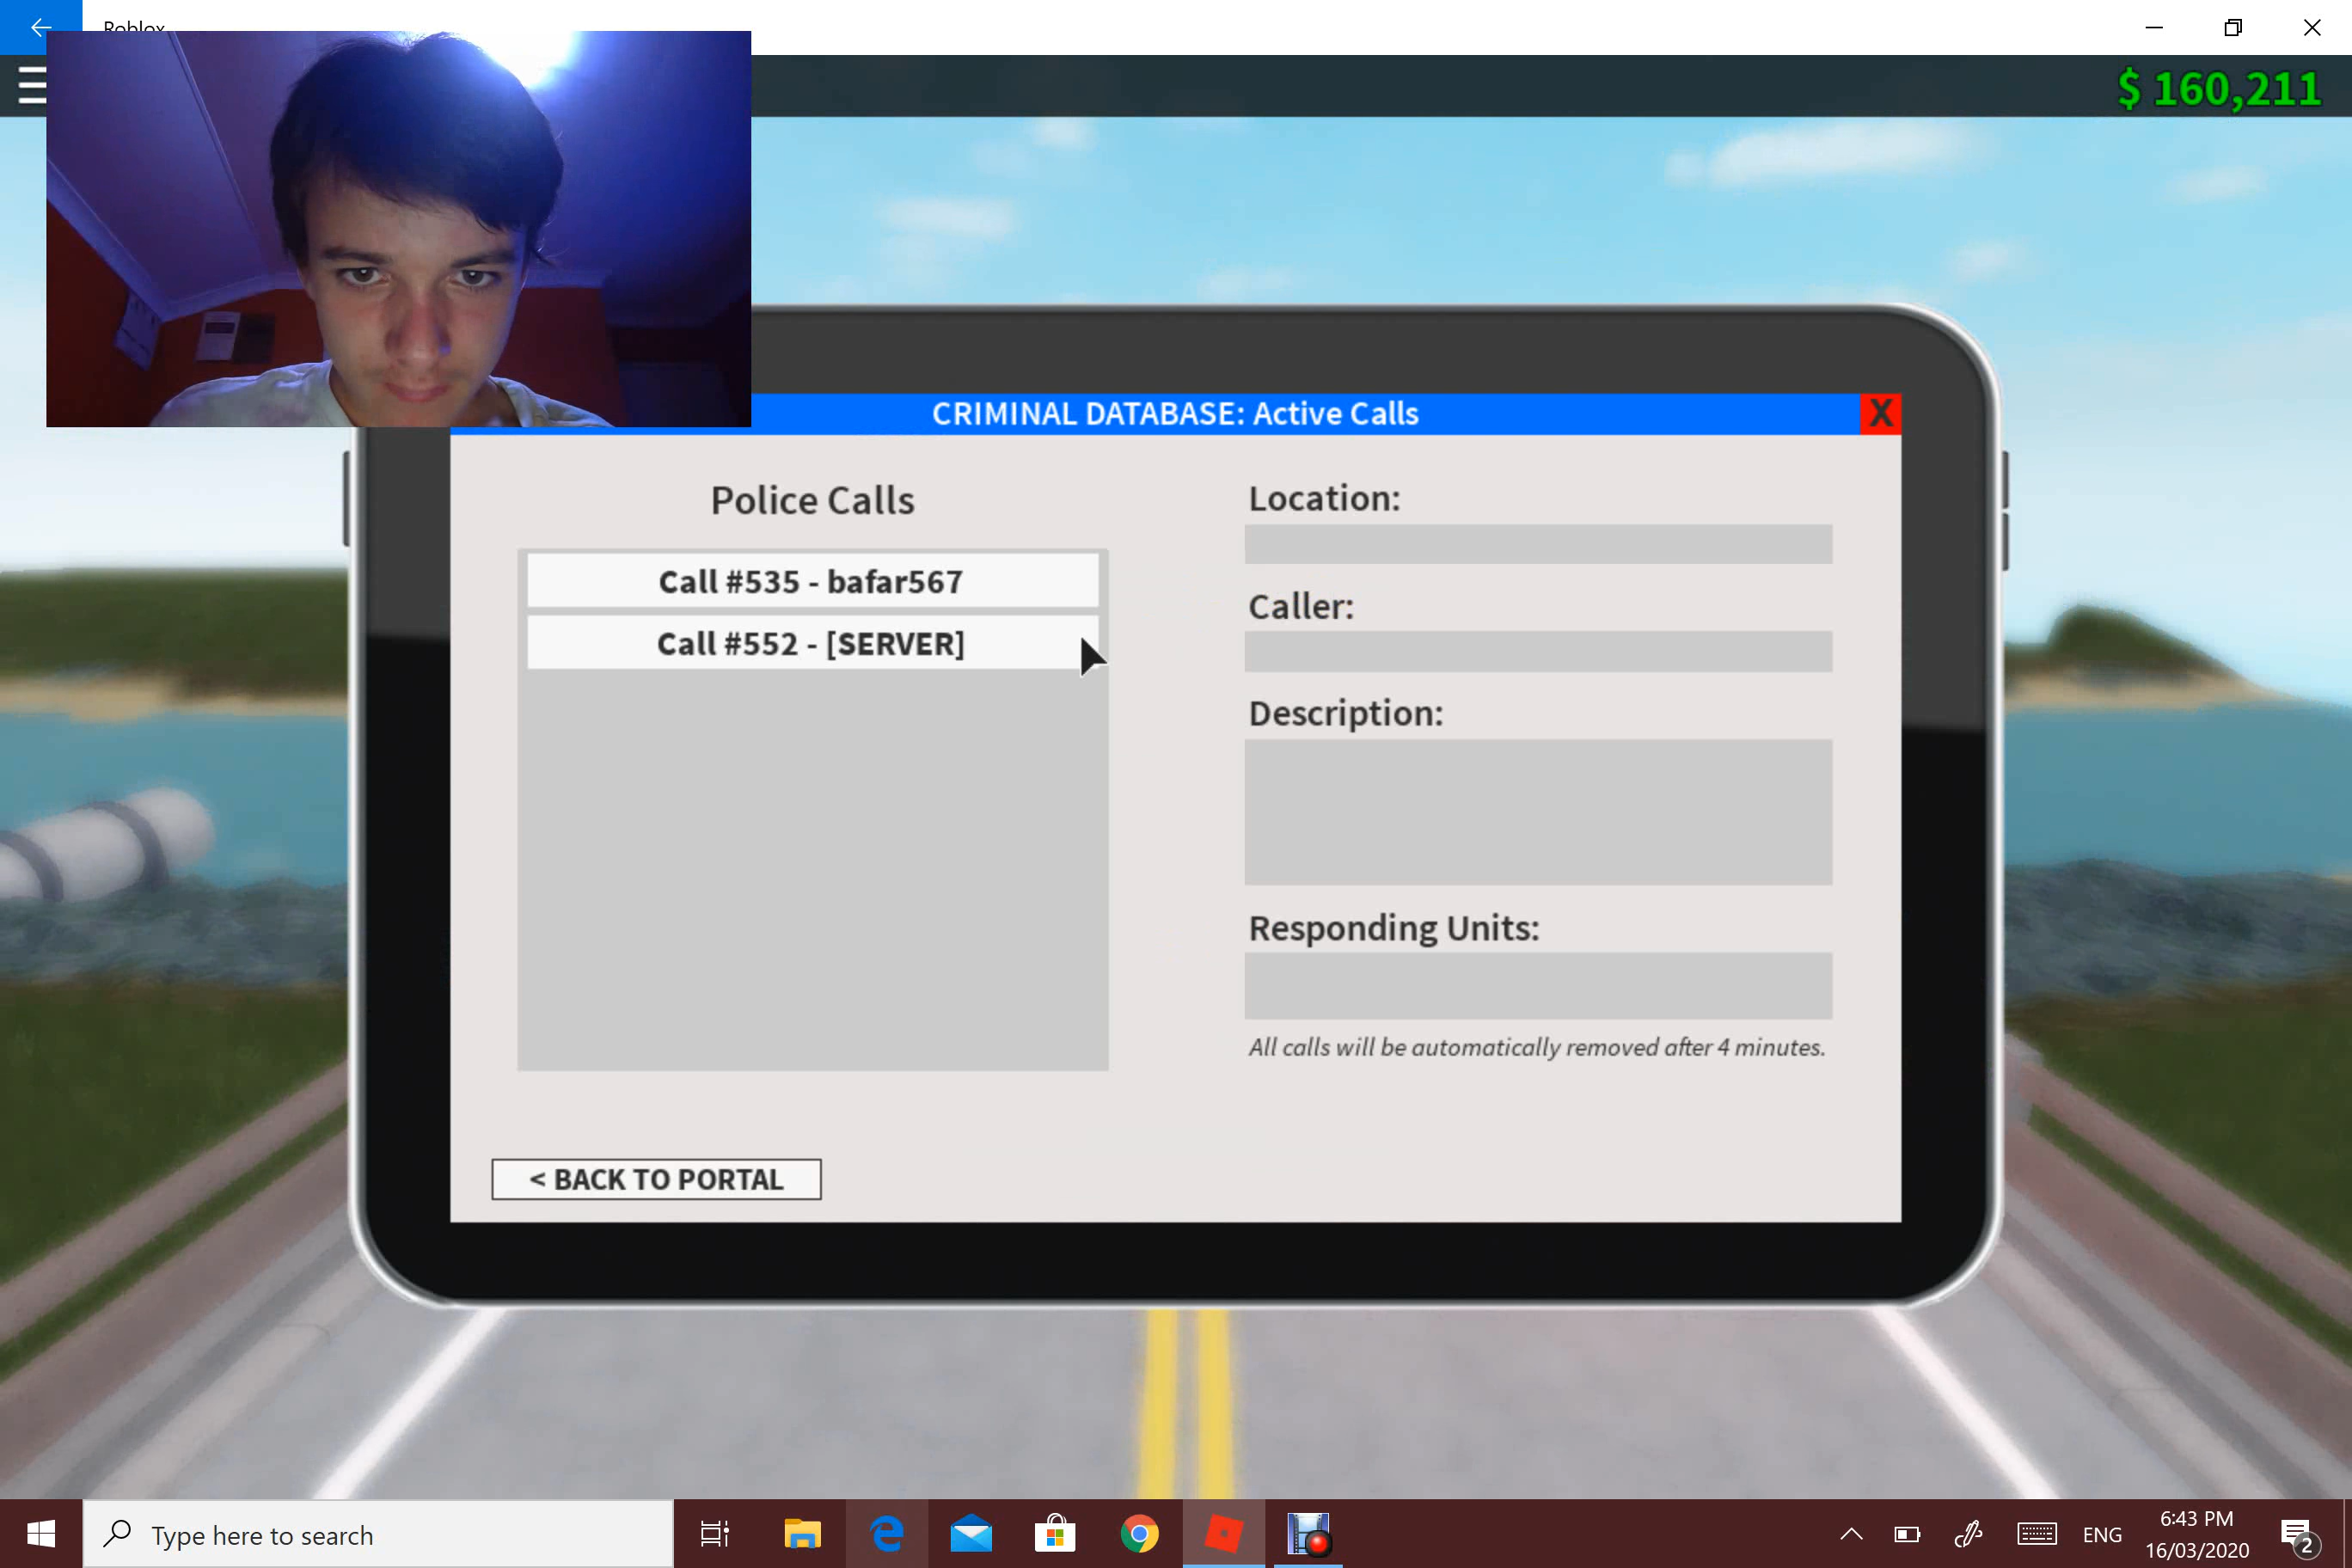 Roblox
$ 160,211
CRIMINAL DATABASE: Active Calls
X
Police Calls
Call #535 - bafar567
Call #552 - [SERVER]
< BACK TO PORTAL
Location:
Caller:
Description:
Responding Units:
All calls will be automatically removed after 4 minutes.
Type here to search
ENG
6:43 PM
16/03/2020
2